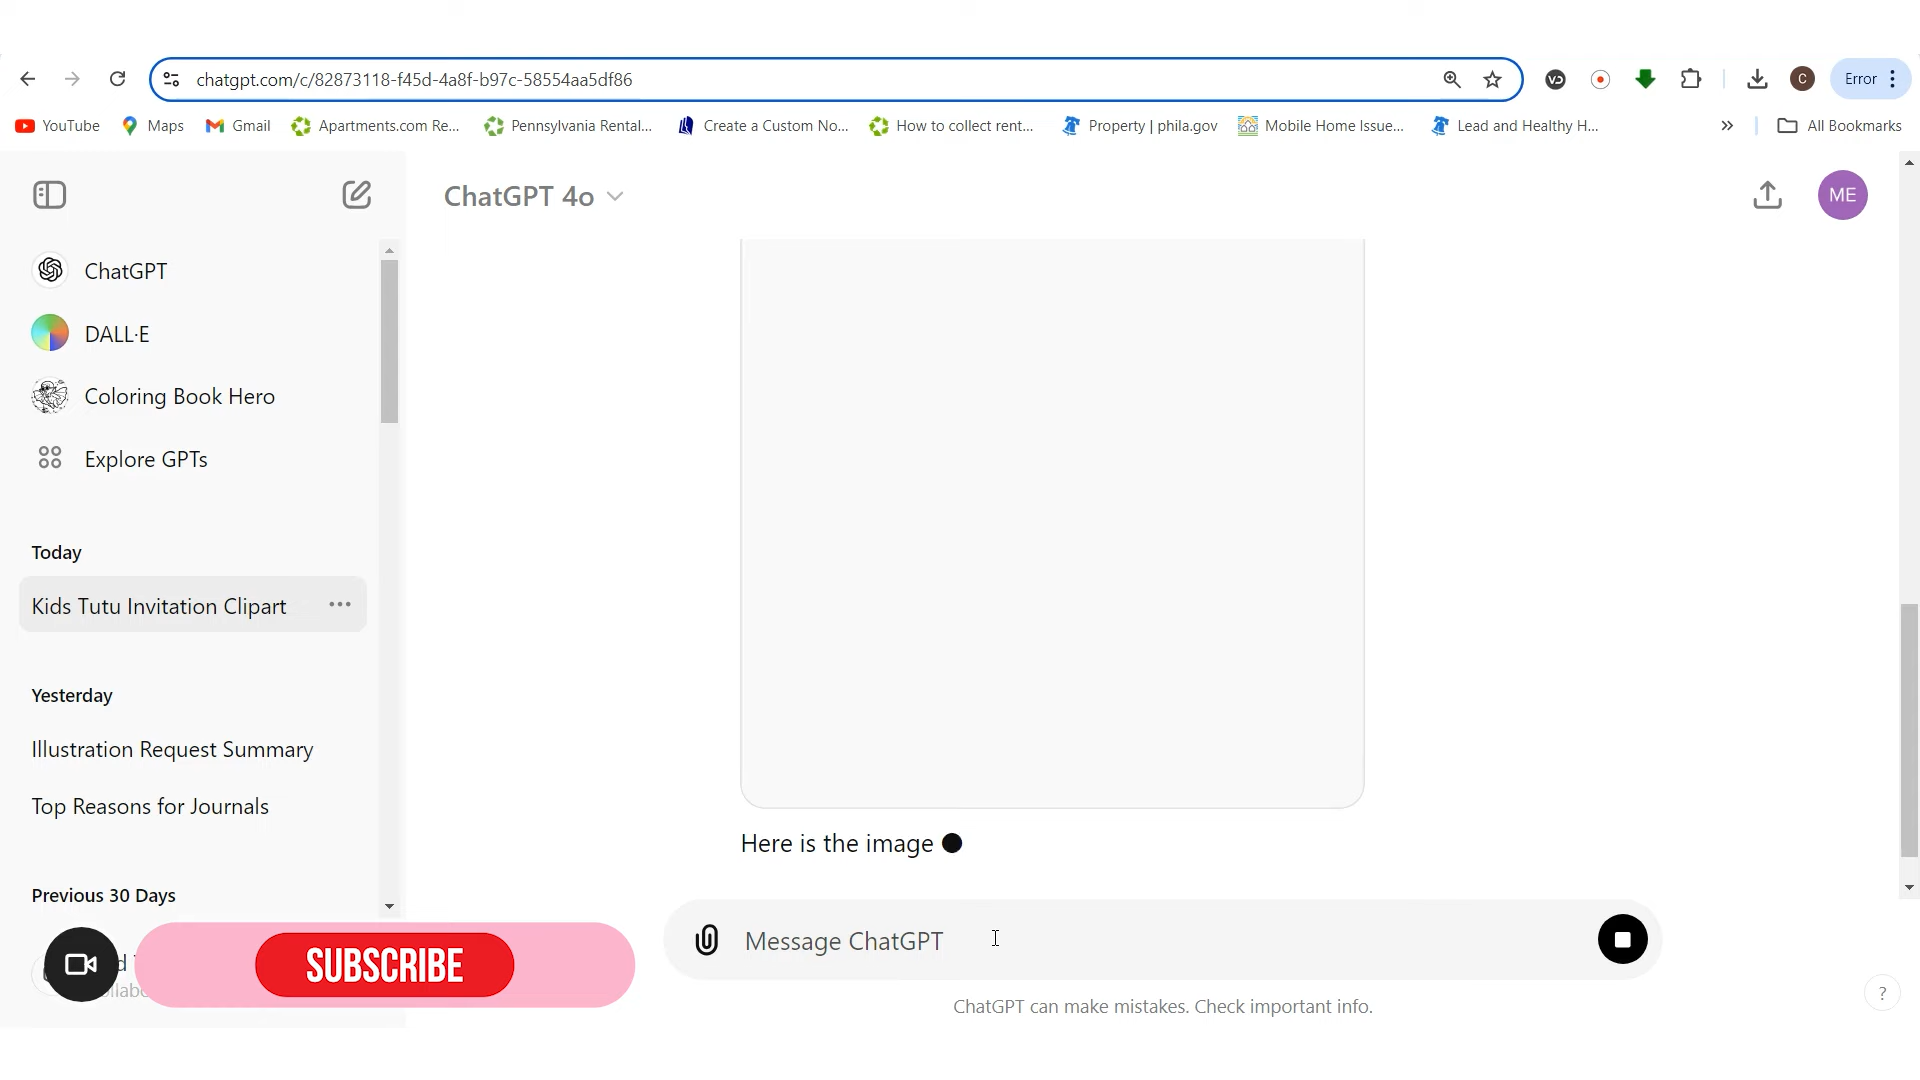 chatgpt.com/c/82873118-f45d-4a8f-b97c-58554aa5df86
C
Error
YouTube
Maps
Gmail
Apartments.com Re...
Pennsylvania Rental...
Create a Custom No...
How to collect rent...
Property | phila.gov
Mobile Home Issue...
Lead and Healthy H...
All Bookmarks
ChatGPT 4o
ME
ChatGPT
DALL·E
Coloring Book Hero
Explore GPTs
Today
Kids Tutu Invitation Clipart
Yesterday
Illustration Request Summary
Top Reasons for Journals
Previous 30 Days
SUBSCRIBE
Here is the image
Message ChatGPT
ChatGPT can make mistakes. Check important info.
?